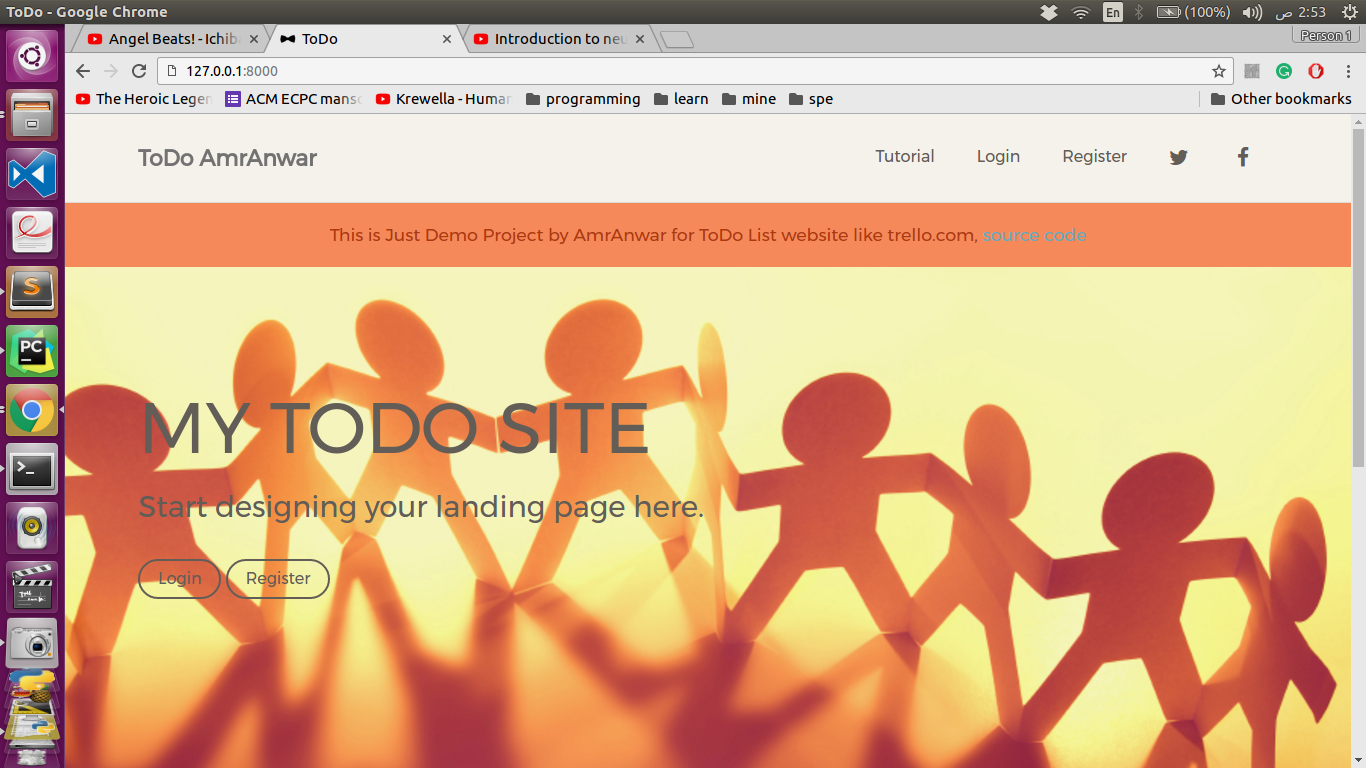 ToDo - Google Chrome
En
(100%)
2:53 ص
Angel Beats! - Ichib
ToDo
Introduction to neu
Person 1
127.0.0.1:8000
The Heroic Legen
ACM ECPC mansc
Krewella - Human
programming
learn
mine
spe
Other bookmarks
ToDo AmrAnwar
Tutorial
Login
Register
This is Just Demo Project by AmrAnwar for ToDo List website like trello.com, source code
MY TODO SITE
Start designing your landing page here.
Login
Register
S
PC
>_